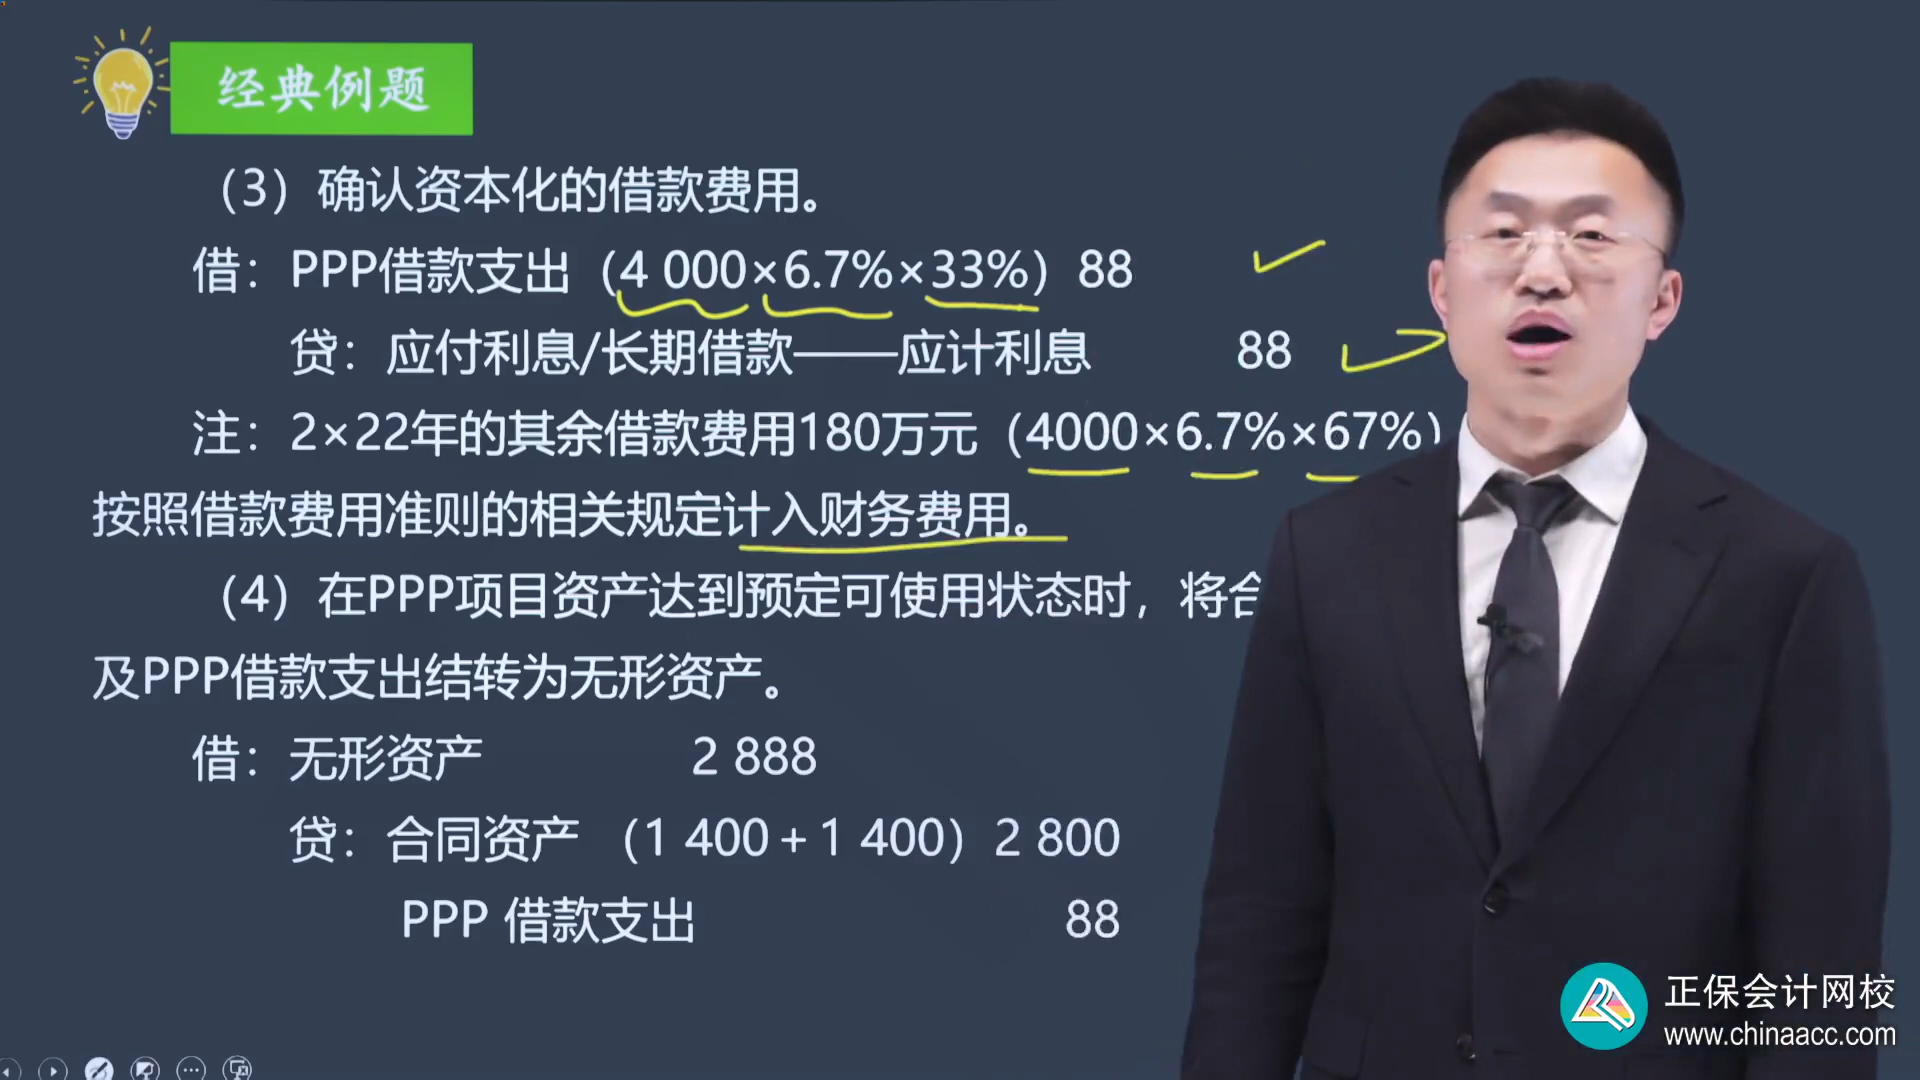 经典例题
（3）确认资本化的借款费用。
借：PPP借款支出（4 000×6.7%×33%）88
贷：应付利息/长期借款——应计利息 88
注：2×22年的其余借款费用180万元（4000×6.7%×67%）
按照借款费用准则的相关规定计入财务费用。
（4）在PPP项目资产达到预定可使用状态时，将合
及PPP借款支出结转为无形资产。
借：无形资产 2 888
贷：合同资产 （1 400＋1 400）2 800
PPP 借款支出 88
正保会计网校
www.chinaacc.com